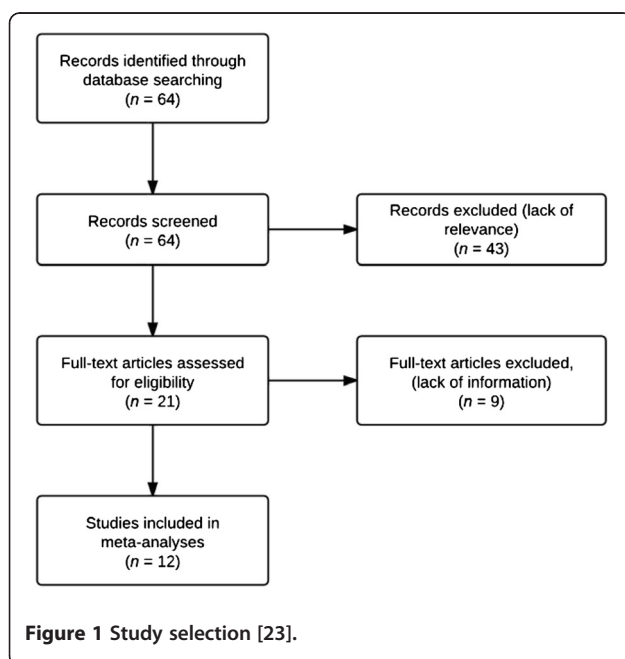 Records identified through
database searching
(n = 64)
Records screened
(n = 64)
Records excluded (lack of
relevance)
(n = 43)
Full-text articles assessed
for eligibility
(n = 21)
Full-text articles excluded,
(lack of information)
(n = 9)
Studies included in
meta-analyses
(n = 12)
Figure 1 Study selection [23].